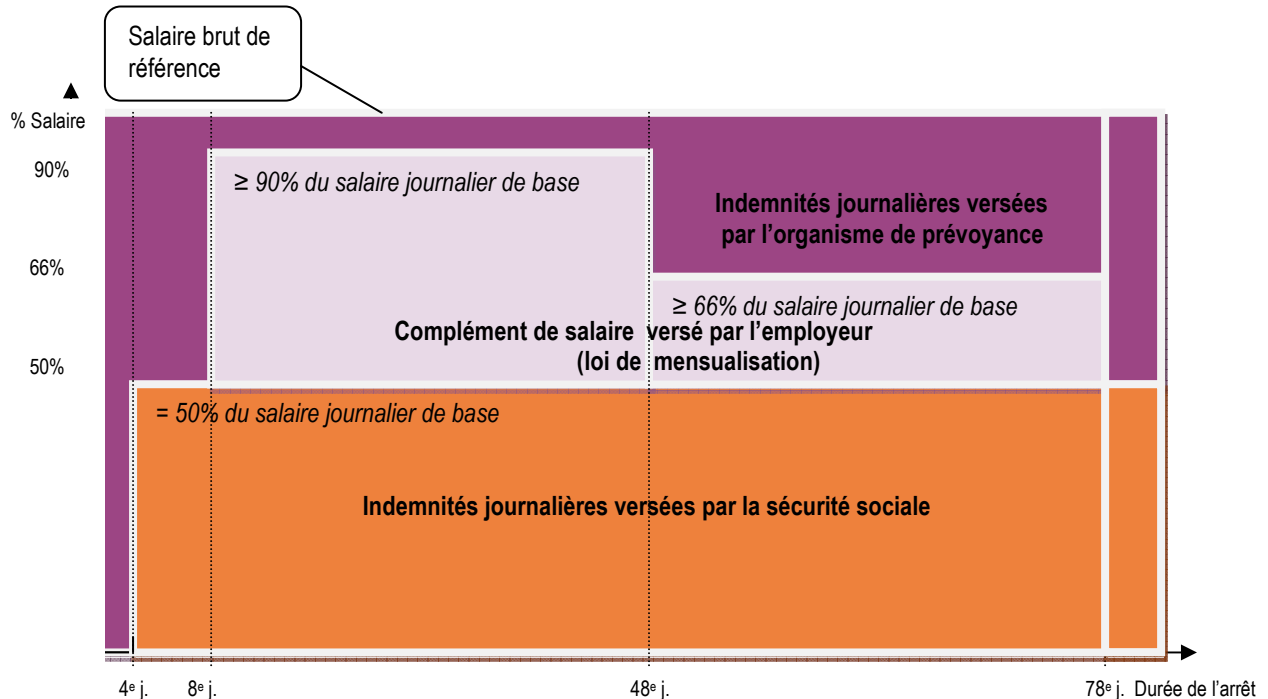 Salaire brut de
référence
% Salaire
90%
≥ 90% du salaire journalier de base
Indemnités journalières versées
par l’organisme de prévoyance
66%
≥ 66% du salaire journalier de base
Complément de salaire versé par l’employeur
(loi de mensualisation)
50%
= 50% du salaire journalier de base
Indemnités journalières versées par la sécurité sociale
4e j. 8e j. 48e j. 78e j. Durée de l’arrêt